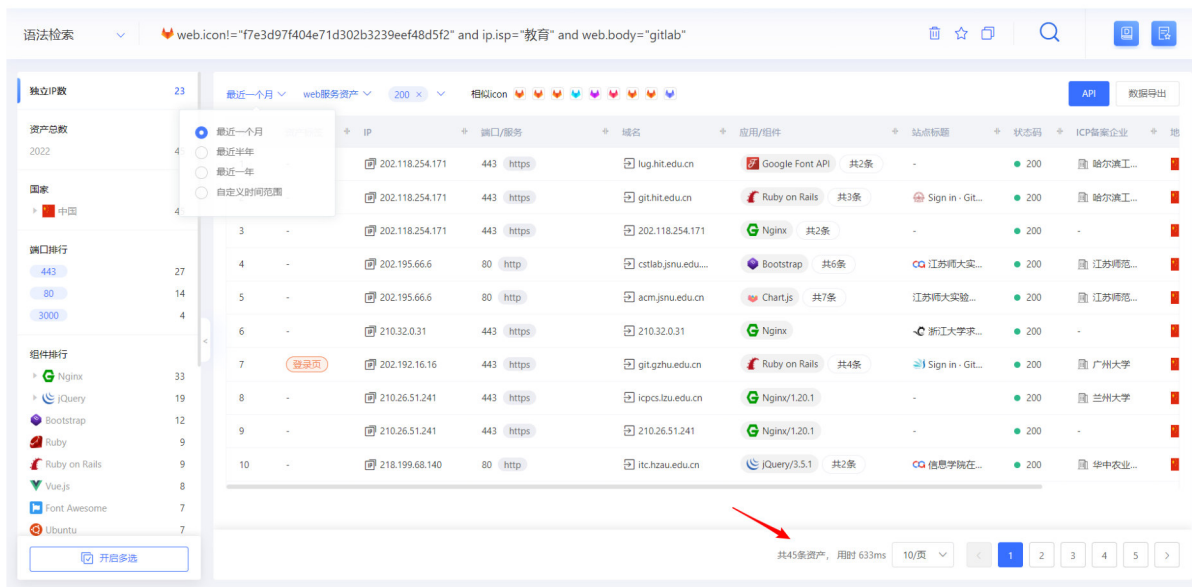 语法检索
web.icon!="f7e3d97f404e71d302b3239eef48d5f2" and ip.isp="教育" and web.body="gitlab"
独立IP数 23
资产总数
2022 4
国家
中国 4
端口排行
443 27
80 14
3000 4
组件排行
Nginx 33
jQuery 19
Bootstrap 12
Ruby 9
Ruby on Rails 9
Vue.js 8
Font Awesome 7
Ubuntu 7
开启多选
最近一个月 web服务资产 200 × 相似icon API 数据导出
最近一个月
最近半年
最近一年
自定义时间范围
IP 端口/服务 域名 应用/组件 站点标题 状态码 ICP备案企业 地
202.118.254.171 443 https lug.hit.edu.cn Google Font API 共2条 - 200 哈尔滨工...
202.118.254.171 443 https git.hit.edu.cn Ruby on Rails 共3条 Sign in · Git... 200 哈尔滨工...
3 - 202.118.254.171 443 https 202.118.254.171 Nginx 共2条 - 200 -
4 - 202.195.66.6 80 http cstlab.jsnu.edu.... Bootstrap 共6条 江苏师大实... 200 江苏师范...
5 - 202.195.66.6 80 http acm.jsnu.edu.cn Chart.js 共7条 江苏师大实验... 200 江苏师范...
6 - 210.32.0.31 443 https 210.32.0.31 Nginx 浙江大学求... 200 -
7 登录页 202.192.16.16 443 https git.gzhu.edu.cn Ruby on Rails 共4条 Sign in · Git... 200 广州大学
8 - 210.26.51.241 443 https icpcs.lzu.edu.cn Nginx/1.20.1 - 200 兰州大学
9 - 210.26.51.241 443 https 210.26.51.241 Nginx/1.20.1 - 200 -
10 - 218.199.68.140 80 http itc.hzau.edu.cn jQuery/3.5.1 共2条 信息学院在... 200 华中农业...
共45条资产, 用时 633ms 10/页 < 1 2 3 4 5 >